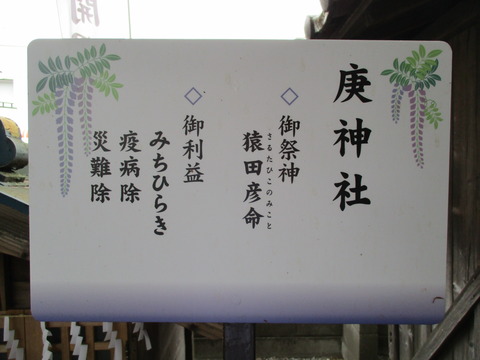 庚神社
◇御祭神
猿田彦命
さるたひこのみこと
◇御利益
みちひらき
疫病除
災難除
開